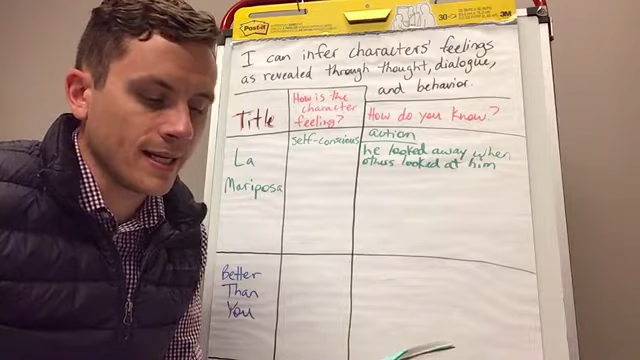 Post-it
3M
I can infer characters' feelings
as revealed through thought, dialogue,
and behavior.
Title
How is the
character
feeling?
How do you know?
La
Mariposa
self-conscious
action
he looked away when
others looked at him
Better
Than
You